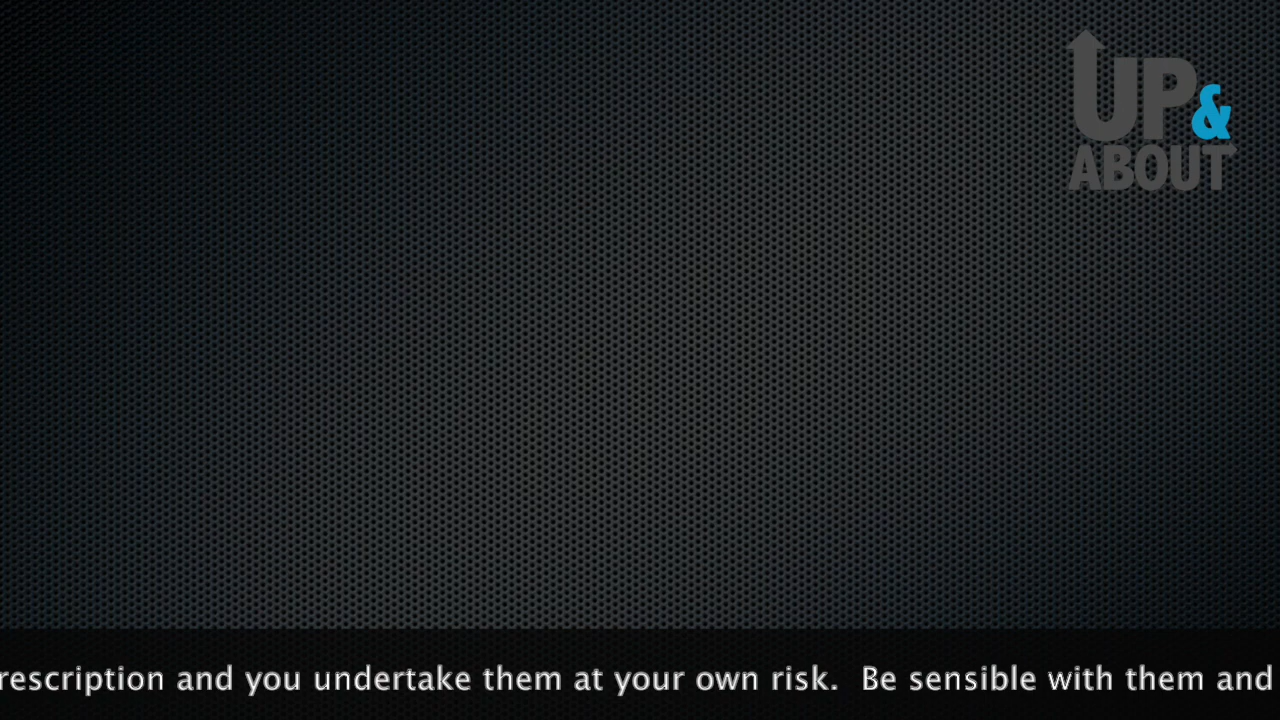 UP&
ABOUT
rescription and you undertake them at your own risk. Be sensible with them and